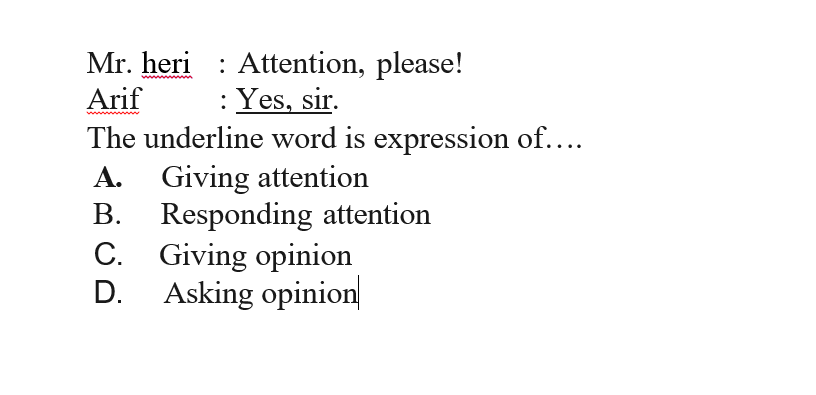 Mr. heri : Attention, please!
Arif : Yes, sir.
The underline word is expression of….
A. Giving attention
B. Responding attention
C. Giving opinion
D. Asking opinion